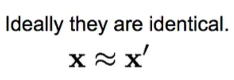 Ideally they are identical.
x ≈ x′